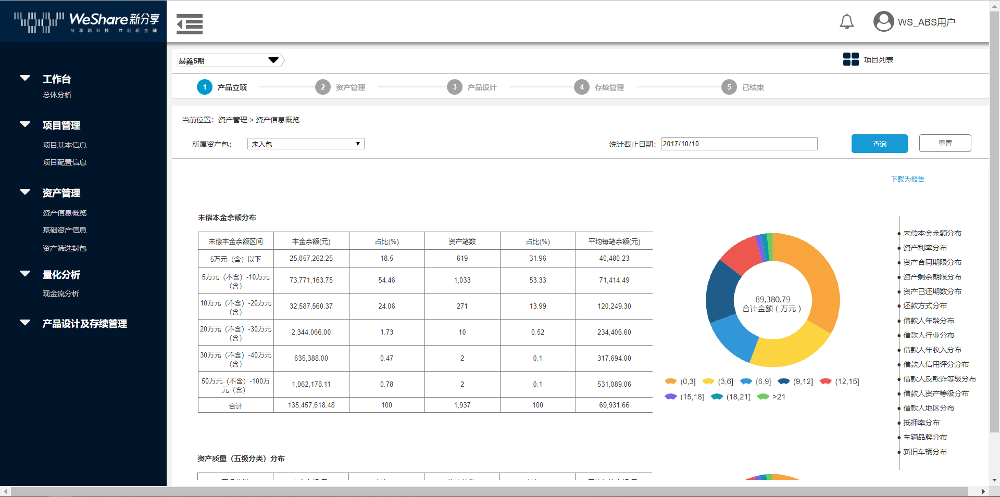 WeShare新分享
分享新科技 共创新金融
WS_ABS用户
工作台
总体分析
项目管理
项目基本信息
项目配置信息
资产管理
资产信息概览
基础资产信息
资产筛选封包
量化分析
现金流分析
产品设计及存续管理
易鑫5期
项目列表
1 产品立项
2 资产管理
3 产品设计
4 存续管理
5 已结束
当前位置：资产管理 > 资产信息概览
所属资产包： 未入包 统计截止日期： 2017/10/10 查询 重置
下载为报告
未偿本金余额分布
未偿本金余额区间 本金余额(元) 占比(%) 资产笔数 占比(%) 平均每笔余额(元)
5万元（含）以下 25,057,262.25 18.5 619 31.96 40,480.23
5万元（不含）-10万元
（含） 73,771,163.75 54.46 1,033 53.33 71,414.49
10万元（不含）-20万元
（含） 32,587,560.37 24.06 271 13.99 120,249.30
20万元（不含）-30万元
（含） 2,344,066.00 1.73 10 0.52 234,406.60
30万元（不含）-40万元
（含） 635,388.00 0.47 2 0.1 317,694.00
50万元（不含）-100万
元（含） 1,062,178.11 0.78 2 0.1 531,089.06
合计 135,457,618.48 100 1,937 100 69,931.66
89,380.79
合计金额（万元）
(0,3] (3,6] (6,9] (9,12] (12,15]
(15,18] (18,21] >21
未偿本金余额分布
资产利率分布
资产合同期限分布
资产剩余期限分布
资产已还期数分布
还款方式分布
借款人年龄分布
借款人行业分布
借款人年收入分布
借款人信用评分分布
借款人反欺诈等级分布
借款人资产等级分布
借款人地区分布
抵押率分布
车辆品牌分布
新旧车辆分布
资产质量（五级分类）分布